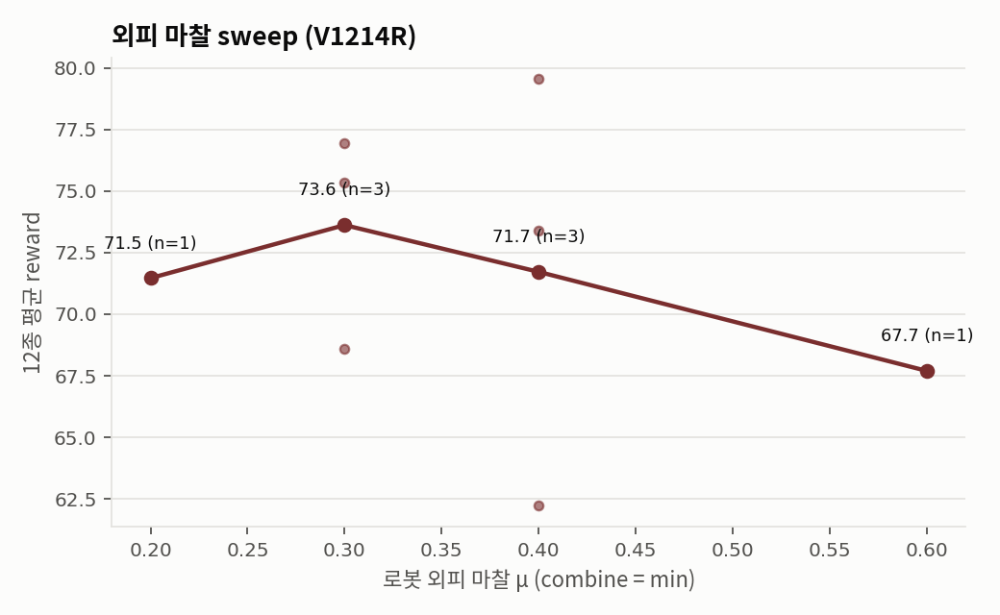 외피 마찰 sweep (V1214R)
80.0
77.5
75.0
72.5
70.0
67.5
65.0
62.5
12종 평균 reward
71.5 (n=1)
73.6 (n=3)
71.7 (n=3)
67.7 (n=1)
0.20 0.25 0.30 0.35 0.40 0.45 0.50 0.55 0.60
로봇 외피 마찰 μ (combine = min)